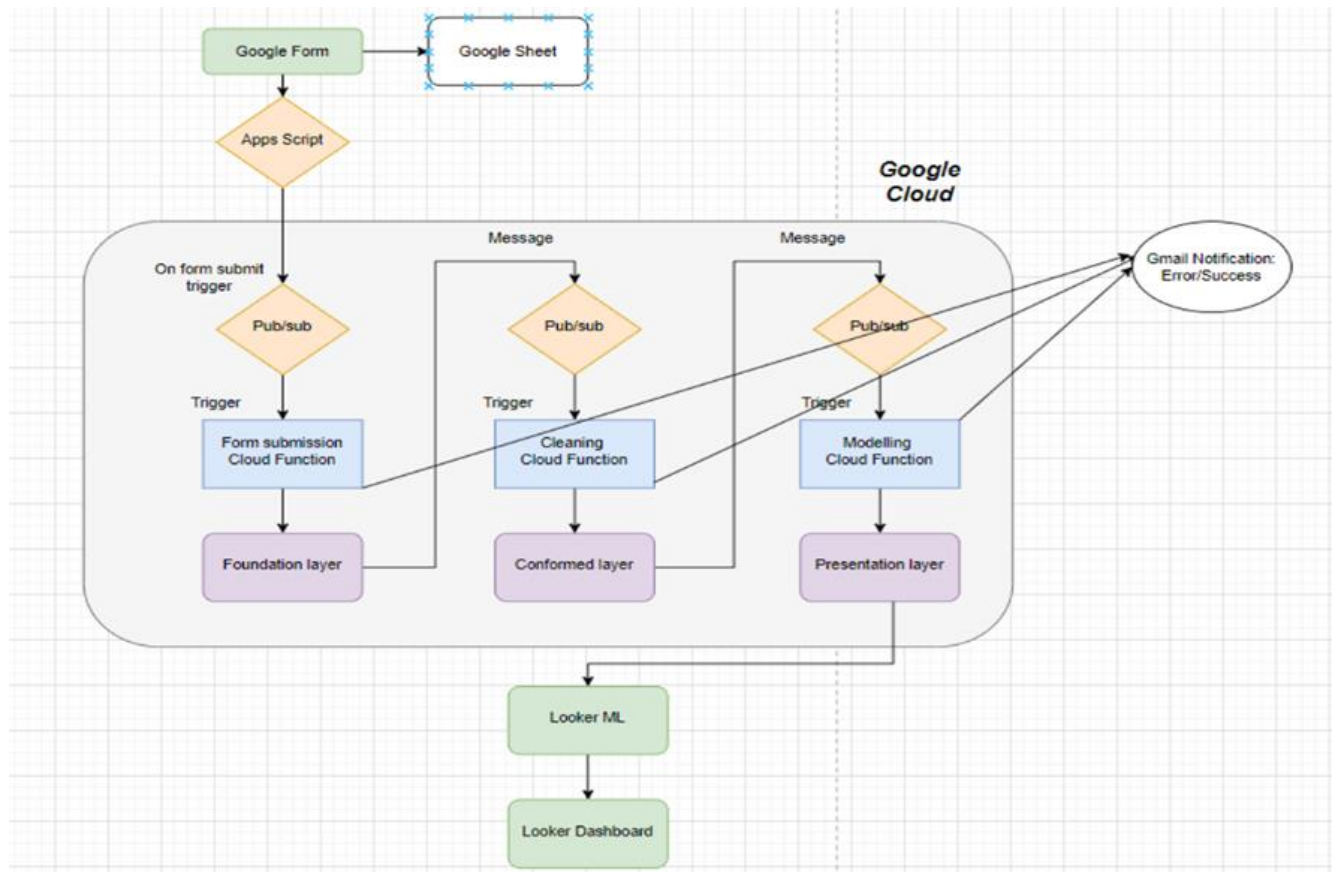 Google Form
Google Sheet
Apps Script
Google
Cloud
Message
Message
On form submit
trigger
Gmail Notification:
Error/Success
Pub/sub
Pub/sub
Pub/sub
Trigger
Trigger
Trigger
Form submission
Cloud Function
Cleaning
Cloud Function
Modelling
Cloud Function
Foundation layer
Conformed layer
Presentation layer
Looker ML
Looker Dashboard